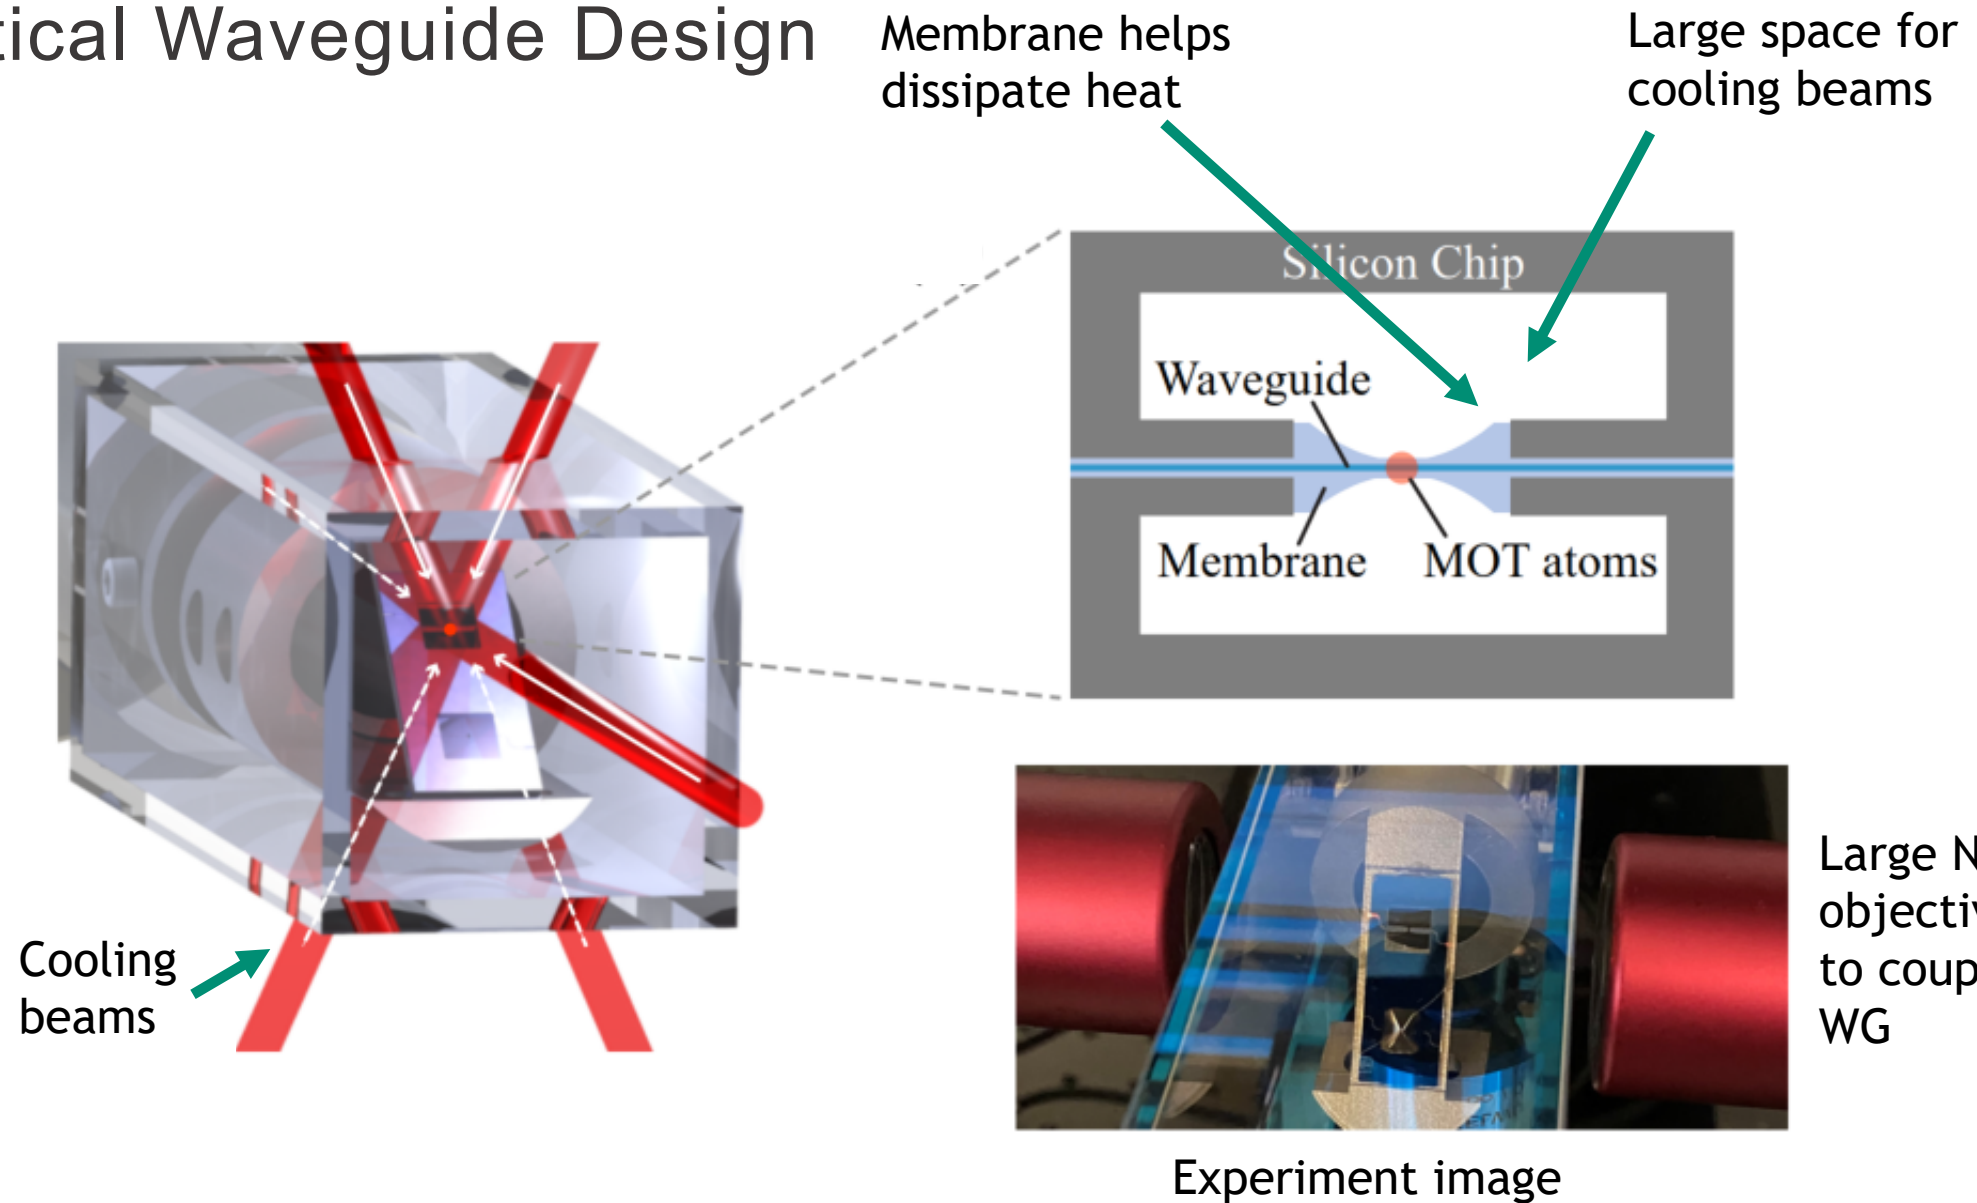 tical Waveguide Design
Membrane helps
dissipate heat
Large space for
cooling beams
Silicon Chip
Waveguide
Membrane
MOT atoms
Cooling
beams
Large N
objectiv
to coup
WG
Experiment image